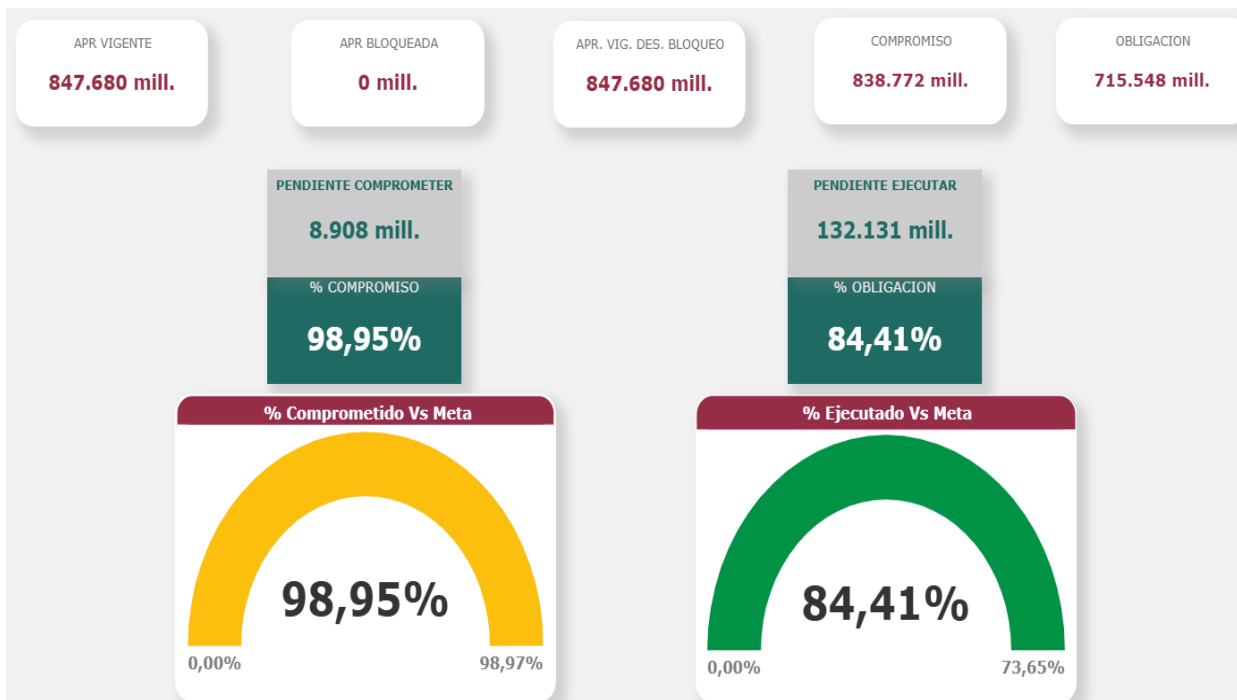 APR VIGENTE
847.680 mill.
APR BLOQUEADA
0 mill.
APR. VIG. DES. BLOQUEO
847.680 mill.
COMPROMISO
838.772 mill.
OBLIGACION
715.548 mill.
PENDIENTE COMPROMETER
8.908 mill.
% COMPROMISO
98,95%
PENDIENTE EJECUTAR
132.131 mill.
% OBLIGACION
84,41%
% Comprometido Vs Meta
98,95%
0,00%
98,97%
% Ejecutado Vs Meta
84,41%
0,00%
73,65%